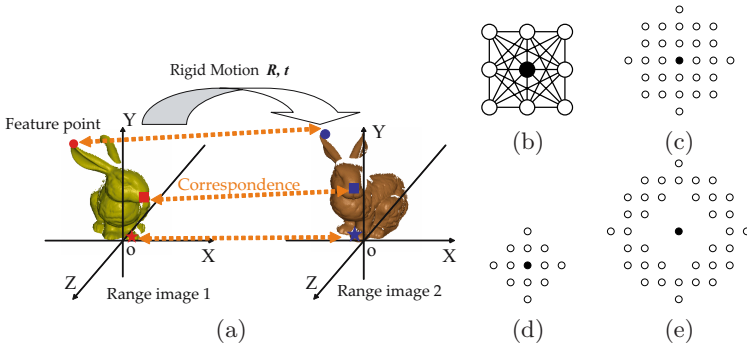 Rigid Motion R, t
Feature point
Y
Y
Correspondence
o
X
o
X
Z
Range image 1
Z
Range image 2
(a)
(b)
(c)
(d)
(e)